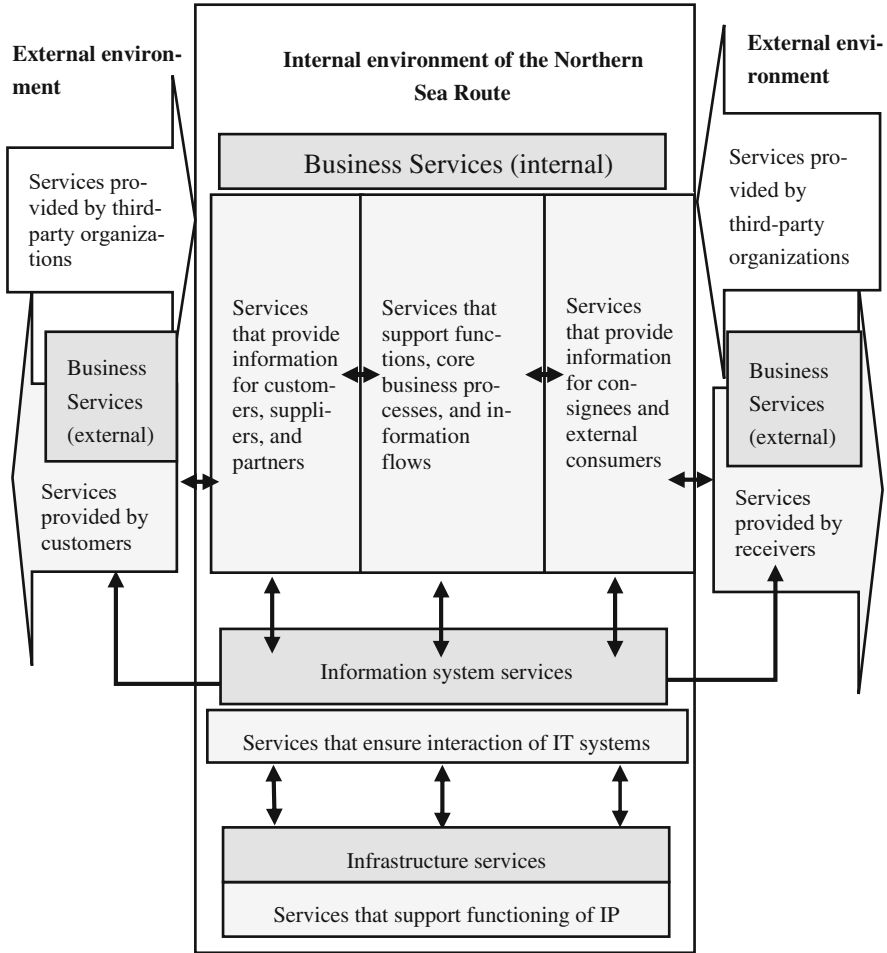 External environ-
ment
Internal environment of the Northern
Sea Route
External envi-
ronment
Business Services (internal)
Services pro-
vided by third-
party organiza-
tions
Services pro-
vided by
third-party
organizations
Services
that provide
information
for custom-
ers, suppli-
ers, and
partners
Services that
support func-
tions, core
business pro-
cesses, and in-
formation
flows
Services
that provide
information
for con-
signees and
external
consumers
Business
Services
(external)
Business
Services
(external)
Services
provided by
customers
Services
provided by
receivers
Information system services
Services that ensure interaction of IT systems
Infrastructure services
Services that support functioning of IP